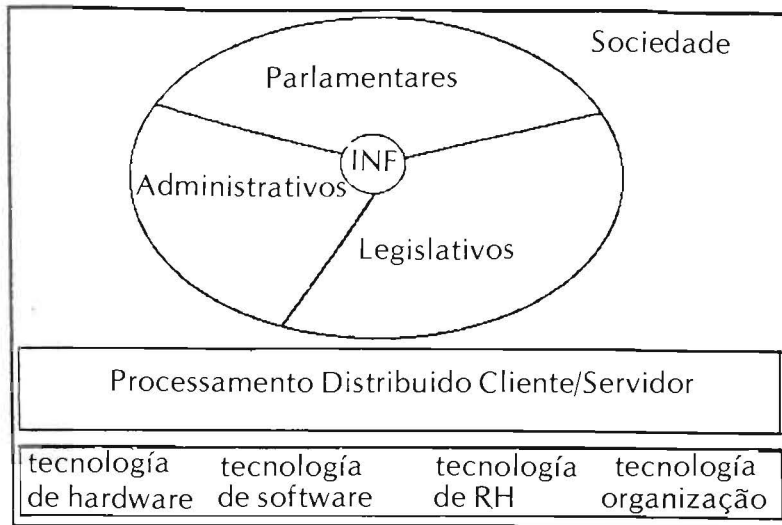 Sociedade
Parlamentares
INF
Administrativos
Legislativos
Processamento Distribuido Cliente/Servidor
tecnología de hardware
tecnología de software
tecnología de RH
tecnología organização